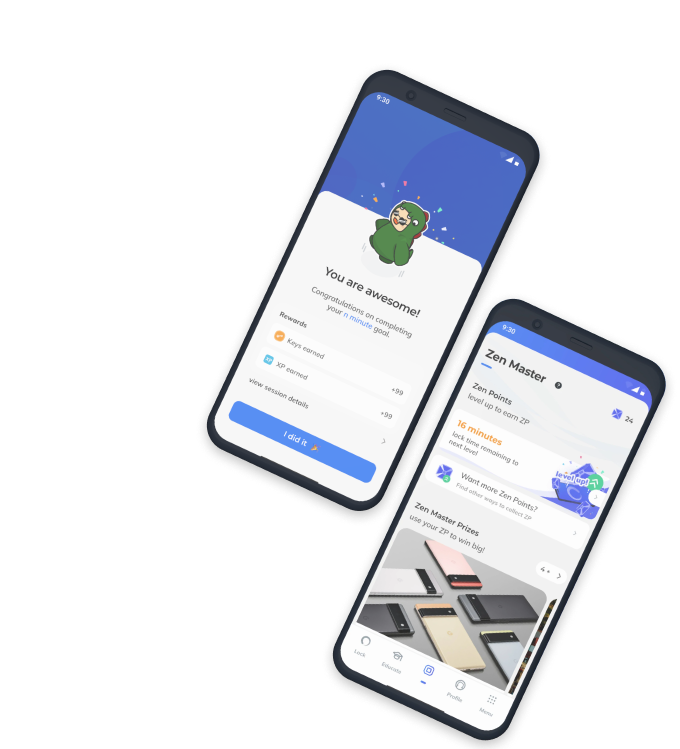 9:30
You are awesome!
Congratulations on completing
your n minute goal.
Rewards
Keys earned
+99
XP
XP earned
+99
view session details
I did it
9:30
Zen Master
?
24
Zen Points
level up to earn ZP
16 minutes
lock time remaining to
next level
level up!
Want more Zen Points?
Find other ways to collect ZP
Zen Master Prizes
use your ZP to win big!
4
Lock
Educate
Profile
Menu